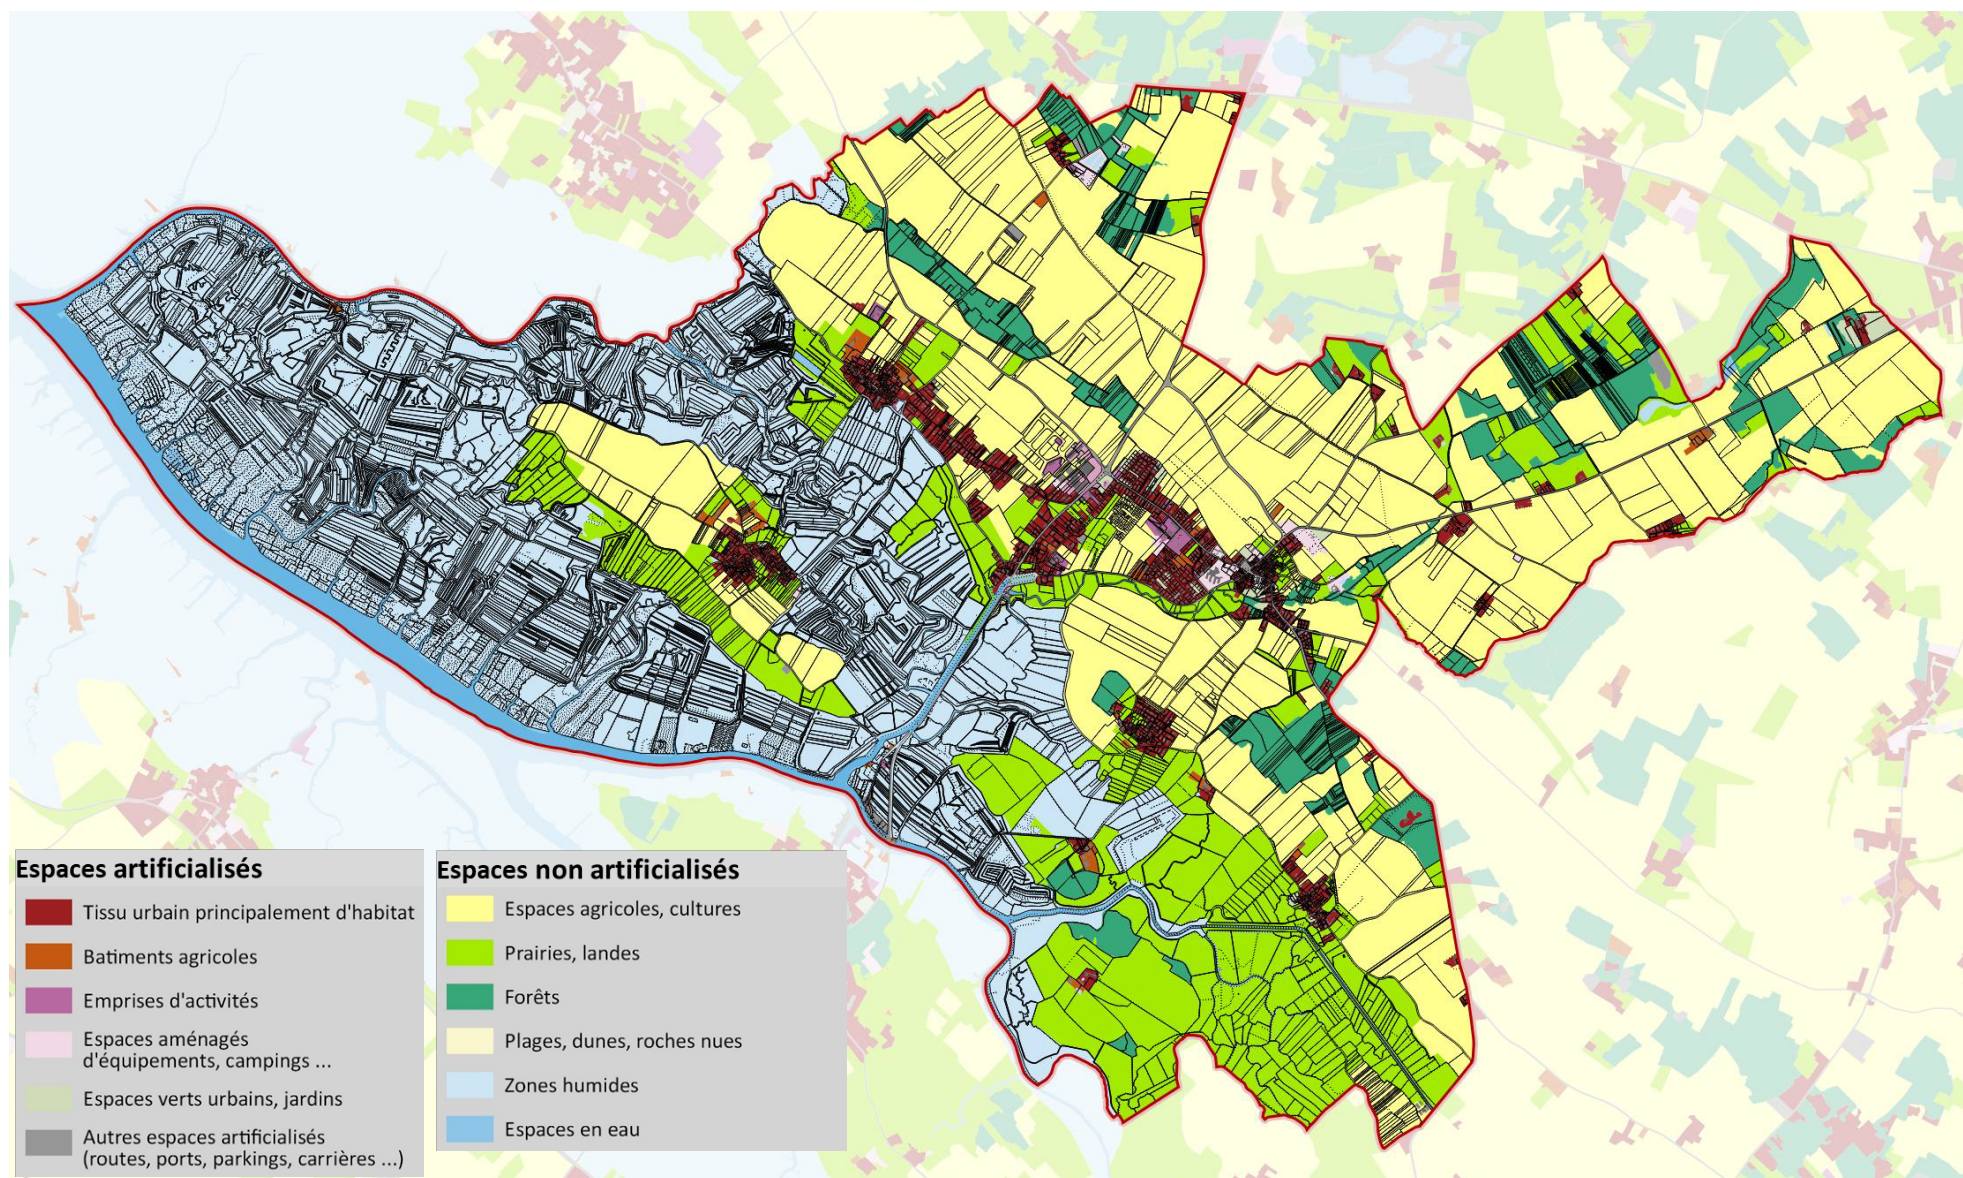 Espaces artificialisés
Tissu urbain principalement d'habitat
Batiments agricoles
Emprises d'activités
Espaces aménagés
d'équipements, campings ...
Espaces verts urbains, jardins
Autres espaces artificialisés
(routes, ports, parkings, carrières ...)
Espaces non artificialisés
Espaces agricoles, cultures
Prairies, landes
Forêts
Plages, dunes, roches nues
Zones humides
Espaces en eau